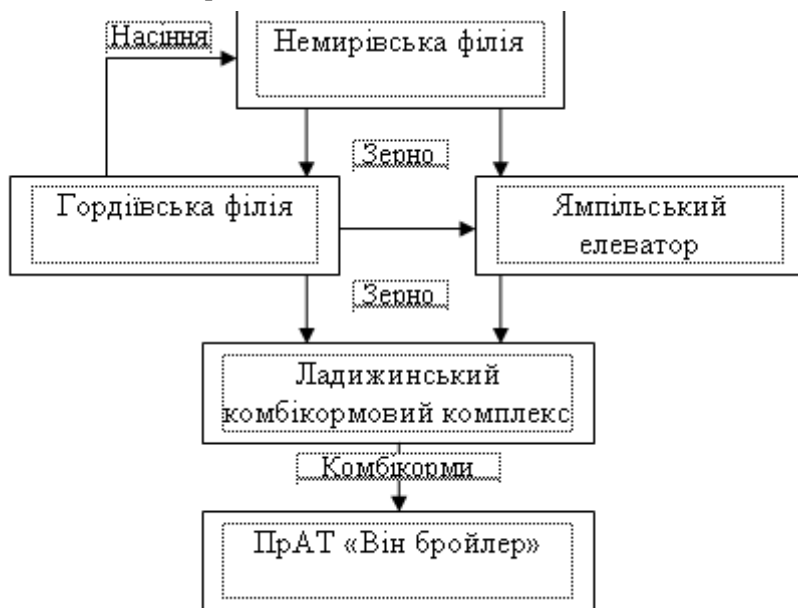 Насіння
Немирівська філія
Зерно
Гордіївська філія
Ямпільський
елеватор
Зерно
Ладижинський
комбікормовий комплекс
Комбікорми
ПрАТ «Він бройлер»